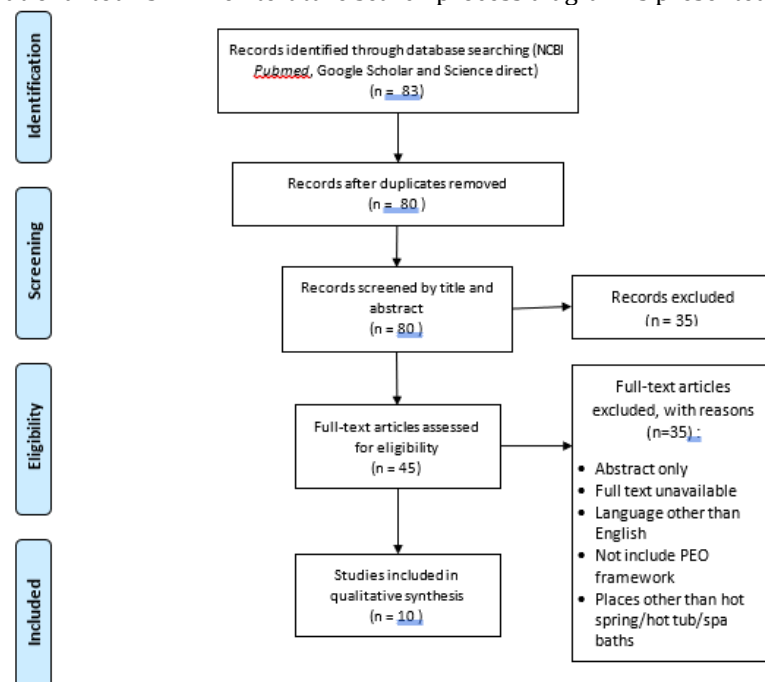 Identification
Records identified through database searching (NCBI
Pubmed, Google Scholar and Science direct)
(n = 83)
Records after duplicates removed
(n = 80 )
Screening
Records screened by title and
abstract
(n = 80 )
Records excluded
(n = 35)
Eligibility
Full-text articles assessed
for eligibility
(n = 45)
Full-text articles
excluded, with reasons
(n=35) :
• Abstract only
• Full text unavailable
• Language other than
English
• Not include PEO
framework
• Places other than hot
spring/hot tub/spa
baths
Included
Studies included in
qualitative synthesis
(n = 10 )